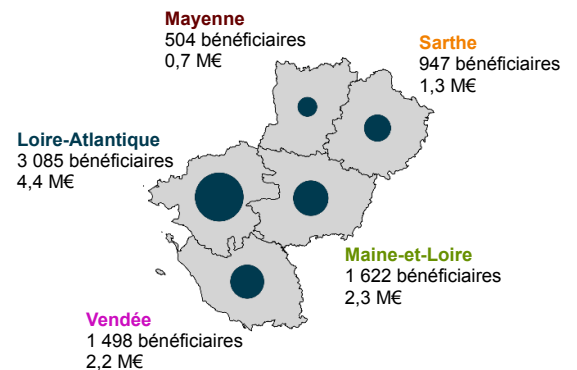 Mayenne
504 bénéficiaires
0,7 M€
Sarthe
947 bénéficiaires
1,3 M€
Loire-Atlantique
3 085 bénéficiaires
4,4 M€
Maine-et-Loire
1 622 bénéficiaires
2,3 M€
Vendée
1 498 bénéficiaires
2,2 M€